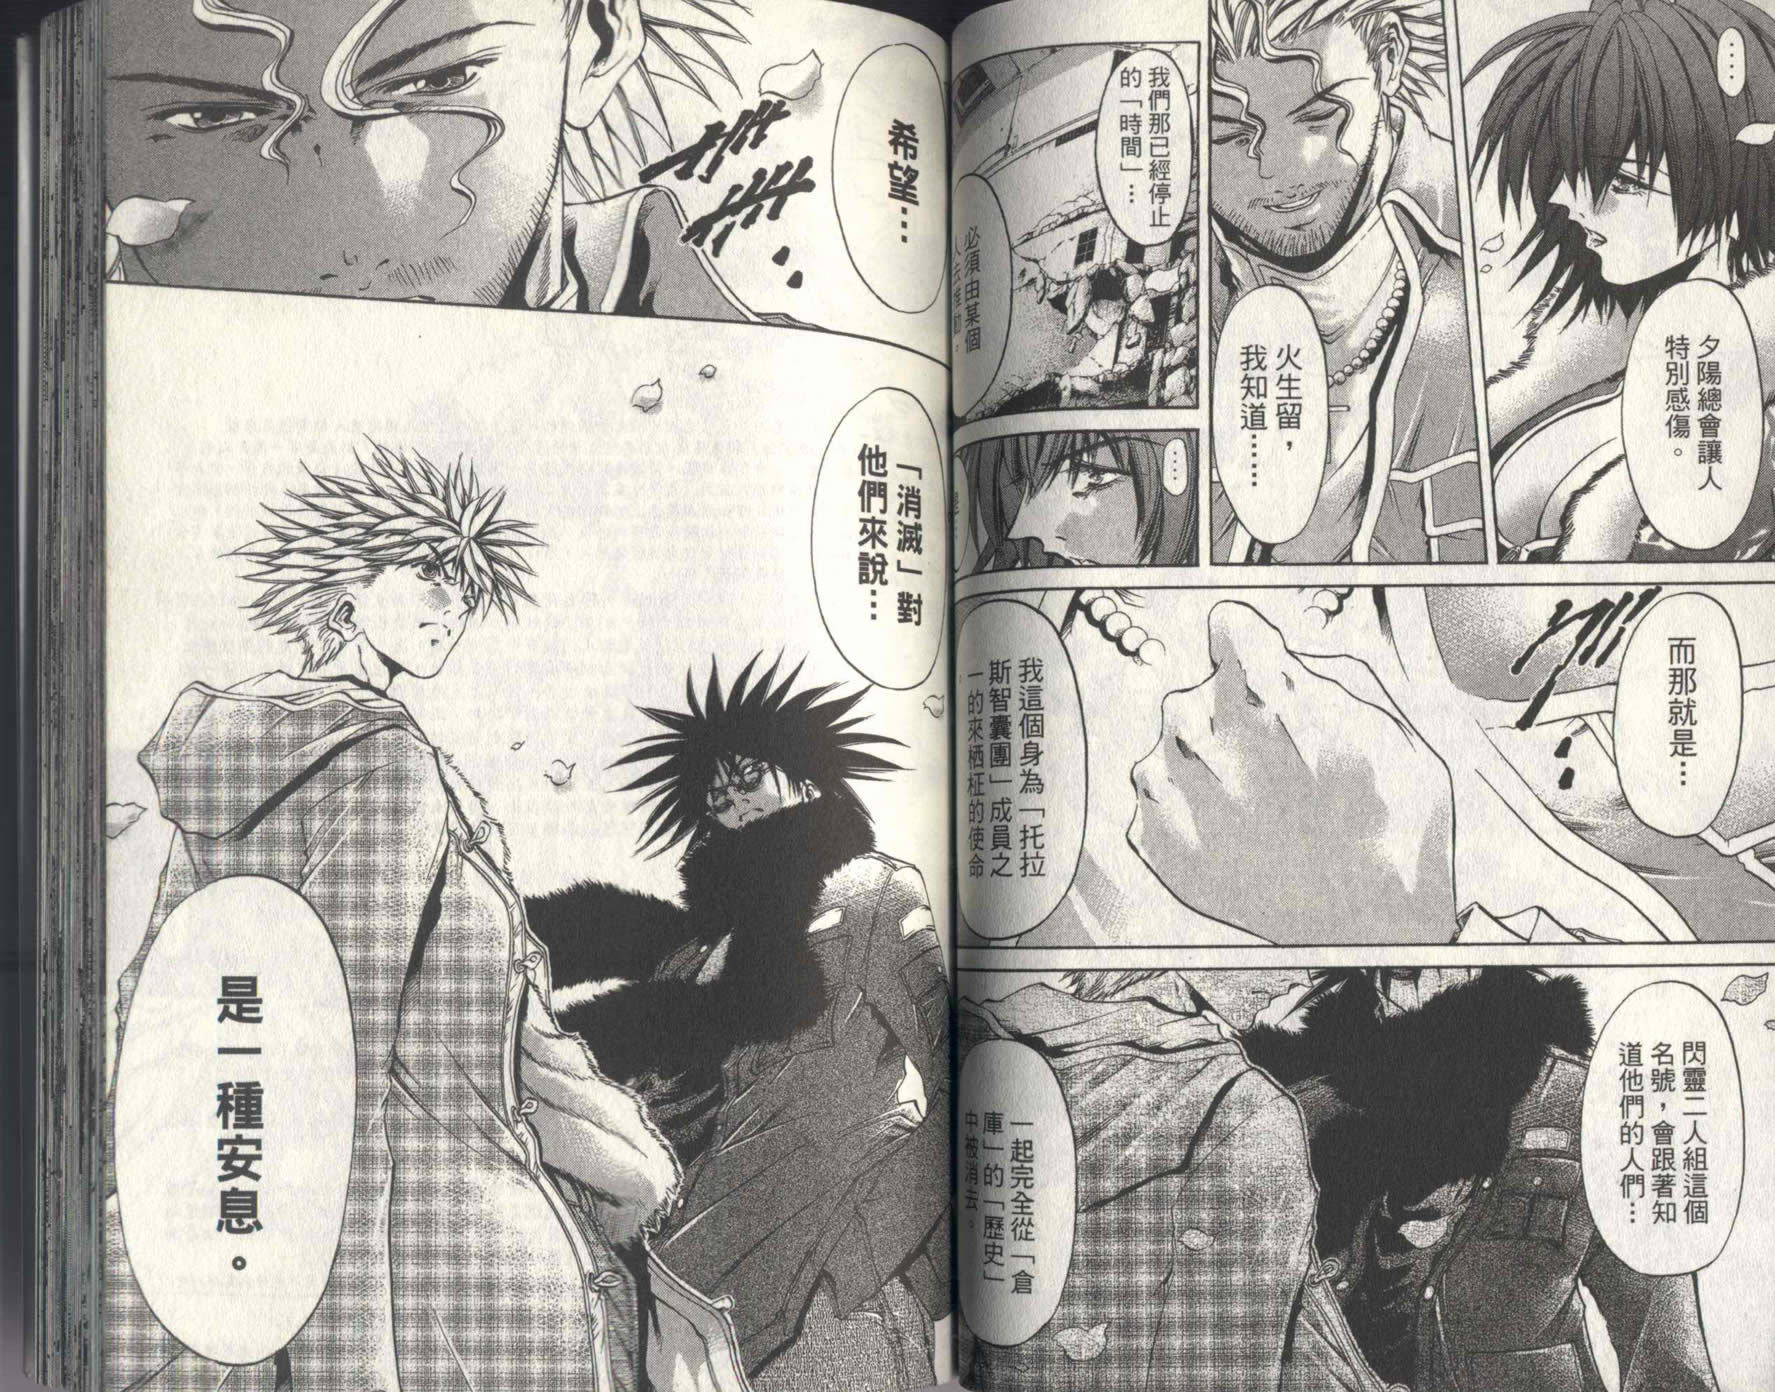 ‥‥
夕陽總會讓人
特別感傷。
火生留，
我知道‥‥‥
我們那已經停止
的「時間」…
必須由某個
人去推動。
‥‥
而那就是…
我這個身為「托拉
斯智囊團」成員之
一的來栖柾的使命
閃靈二人組這個
名號，會跟著知
道他們的人們…
一起完全從「倉
庫」的「歷史」
中被消去。
希望…
「消滅」對
他們來說…
是一種安息。